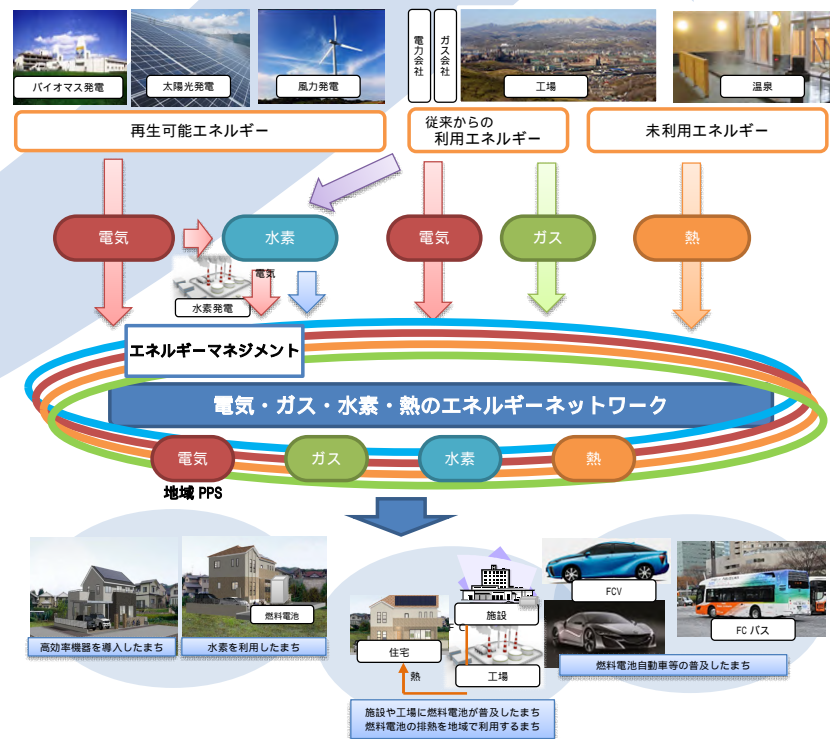 バイオマス発電
太陽光発電
風力発電
電力会社
ガス会社
工場
温泉
再生可能エネルギー
従来からの
利用エネルギー
未利用エネルギー
電気
水素
電気
ガス
熱
電気
水素発電
エネルギーマネジメント
電気・ガス・水素・熱のエネルギーネットワーク
電気
ガス
水素
熱
地域 PPS
燃料電池
高効率機器を導入したまち
水素を利用したまち
施設
住宅
工場
熱
施設や工場に燃料電池が普及したまち
燃料電池の排熱を地域で利用するまち
FCV
FC バス
燃料電池自動車等の普及したまち